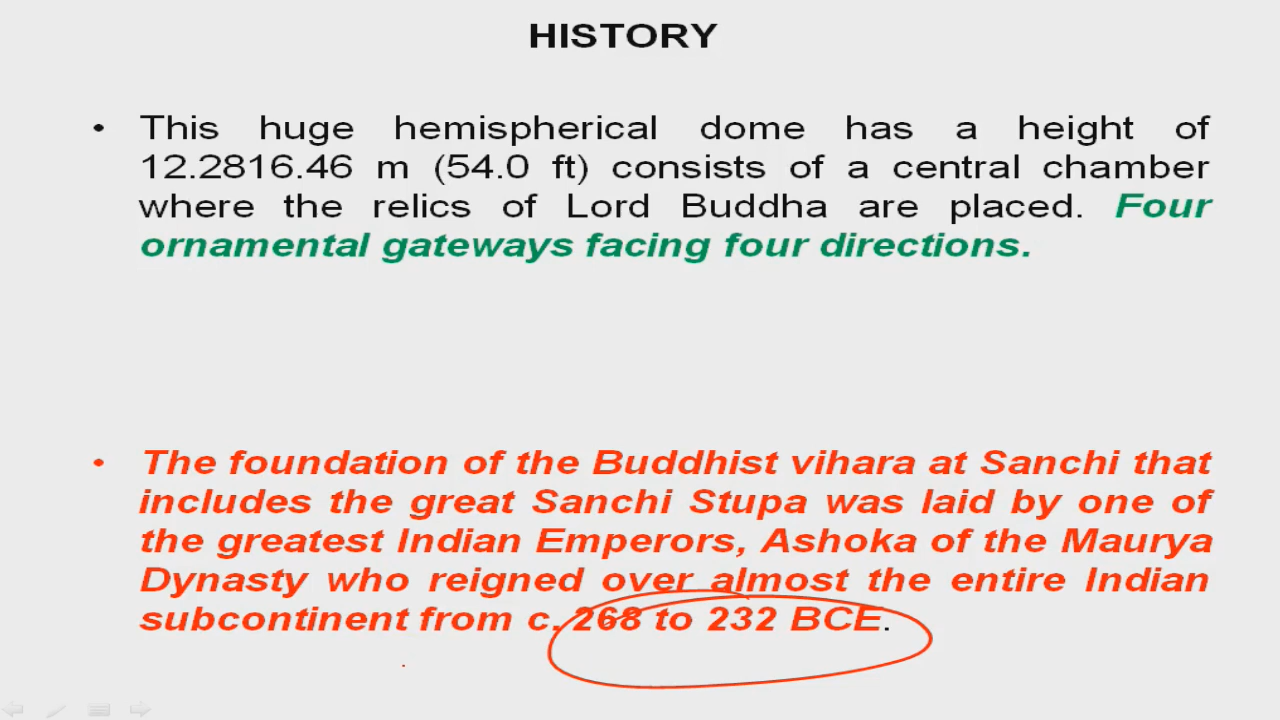 HISTORY
• This huge hemispherical dome has a height of
12.2816.46 m (54.0 ft) consists of a central chamber
where the relics of Lord Buddha are placed. Four
ornamental gateways facing four directions.
• The foundation of the Buddhist vihara at Sanchi that
includes the great Sanchi Stupa was laid by one of
the greatest Indian Emperors, Ashoka of the Maurya
Dynasty who reigned over almost the entire Indian
subcontinent from c. 268 to 232 BCE.